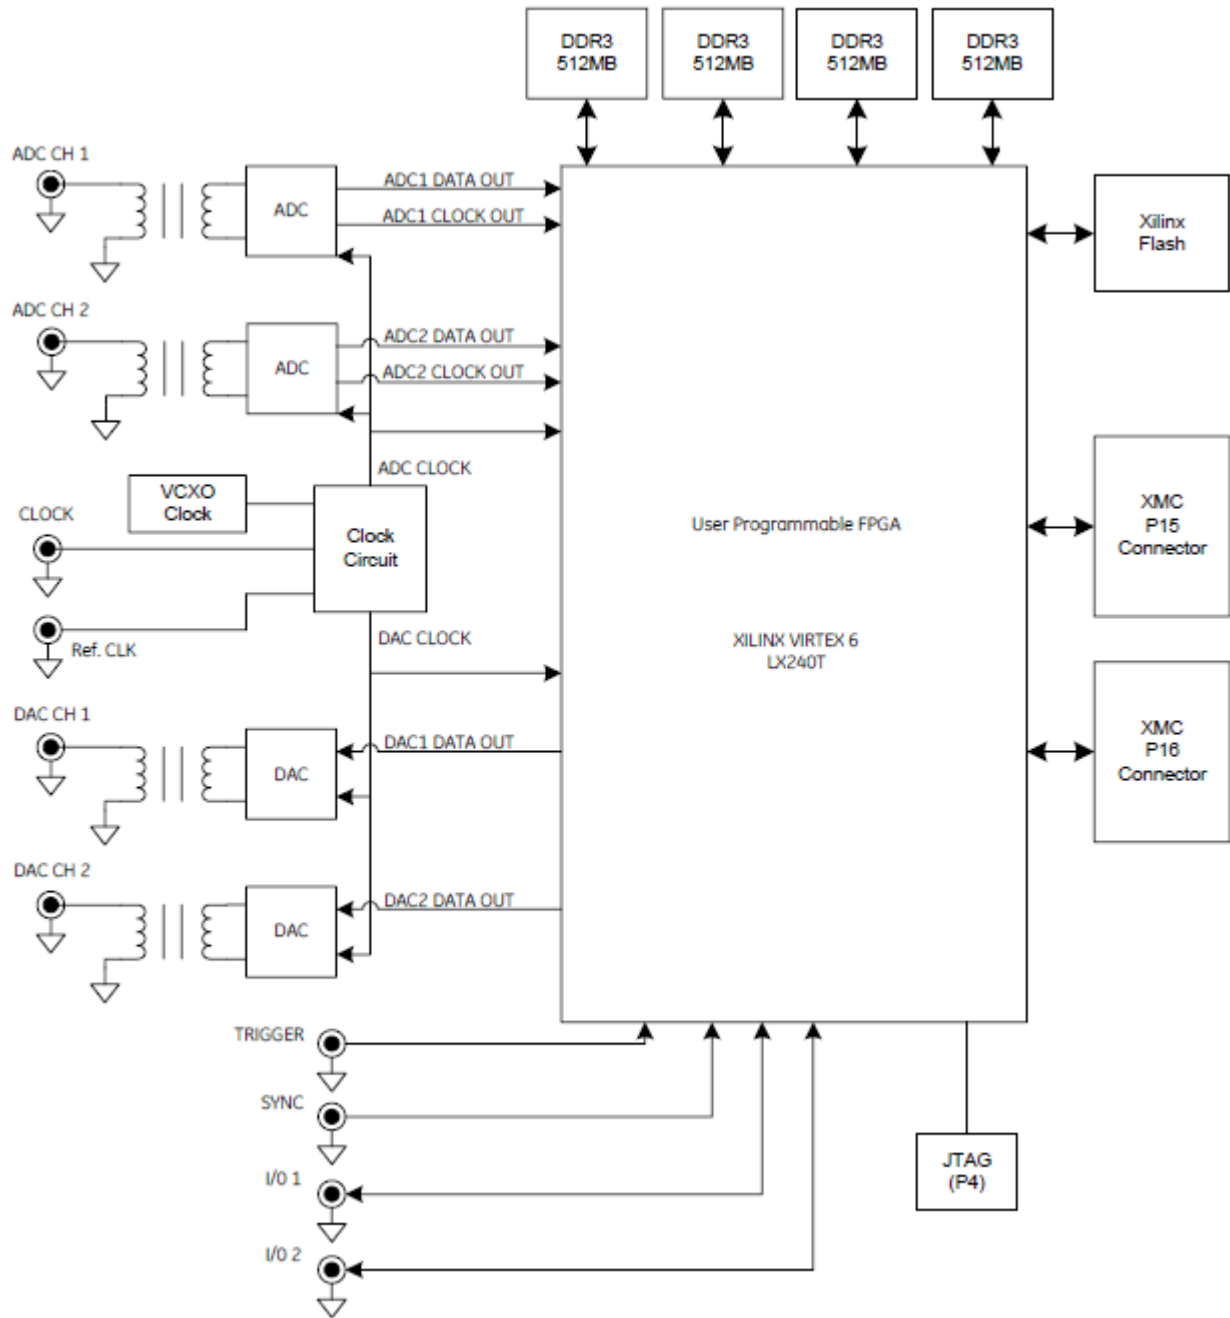 DDR3
512MB
DDR3
512MB
DDR3
512MB
DDR3
512MB
ADC CH 1
ADC
ADC1 DATA OUT
ADC1 CLOCK OUT
Xilinx
Flash
ADC CH 2
ADC
ADC2 DATA OUT
ADC2 CLOCK OUT
ADC CLOCK
VCXO
Clock
CLOCK
Clock
Circuit
User Programmable FPGA
XMC
P15
Connector
Ref. CLK
DAC CLOCK
XILINX VIRTEX 6
LX240T
DAC CH 1
DAC
DAC1 DATA OUT
XMC
P16
Connector
DAC CH 2
DAC
DAC2 DATA OUT
TRIGGER
SYNC
I/O 1
I/O 2
JTAG
(P4)